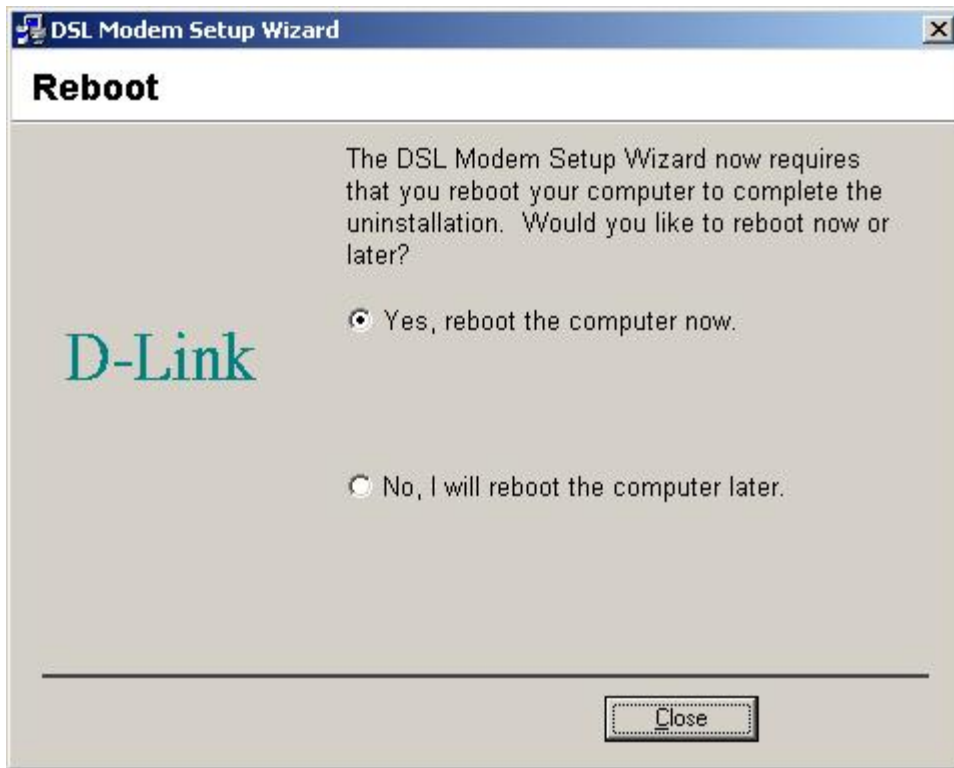 DSL Modem Setup Wizard
Reboot
The DSL Modem Setup Wizard now requires
that you reboot your computer to complete the
uninstallation.  Would you like to reboot now or
later?
Yes, reboot the computer now.
D-Link
No, I will reboot the computer later.
Close